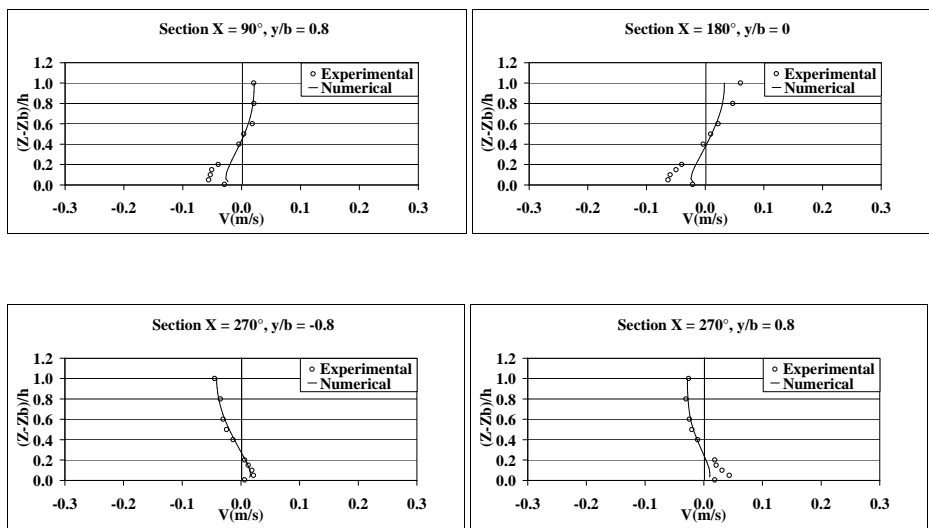 Section X = 90°, y/b = 0.8
(Z-Zb)/h
1.2
1.0
0.8
0.6
0.4
0.2
0.0
Experimental
Numerical
-0.3 -0.2 -0.1 0.0 0.1 0.2 0.3
V(m/s)
Section X = 180°, y/b = 0
(Z-Zb)/h
1.2
1.0
0.8
0.6
0.4
0.2
0.0
Experimental
Numerical
-0.3 -0.2 -0.1 0.0 0.1 0.2 0.3
V(m/s)
Section X = 270°, y/b = -0.8
(Z-Zb)/h
1.2
1.0
0.8
0.6
0.4
0.2
0.0
Experimental
Numerical
-0.3 -0.2 -0.1 0.0 0.1 0.2 0.3
V(m/s)
Section X = 270°, y/b = 0.8
(Z-Zb)/h
1.2
1.0
0.8
0.6
0.4
0.2
0.0
Experimental
Numerical
-0.3 -0.2 -0.1 0.0 0.1 0.2 0.3
V(m/s)